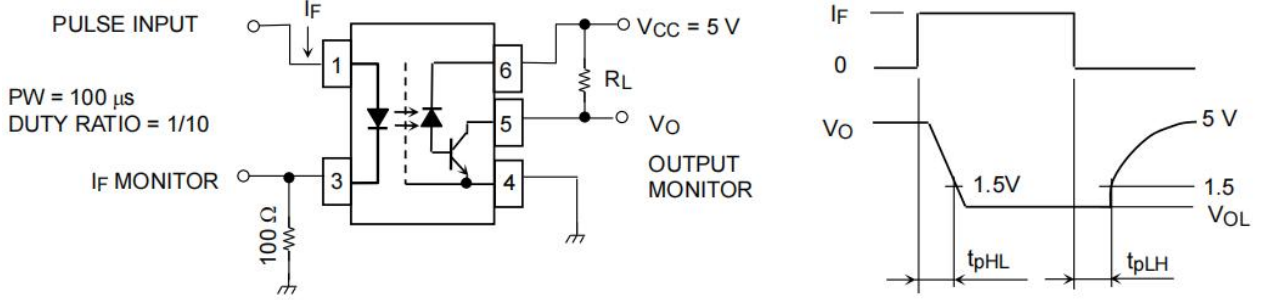 PULSE INPUT
IF
VCC = 5 V
1
6
RL
PW = 100 μs
DUTY RATIO = 1/10
5
VO
OUTPUT
MONITOR
IF MONITOR
3
4
100 Ω
IF
0
VO
5 V
1.5V
1.5
VOL
tpHL
tpLH